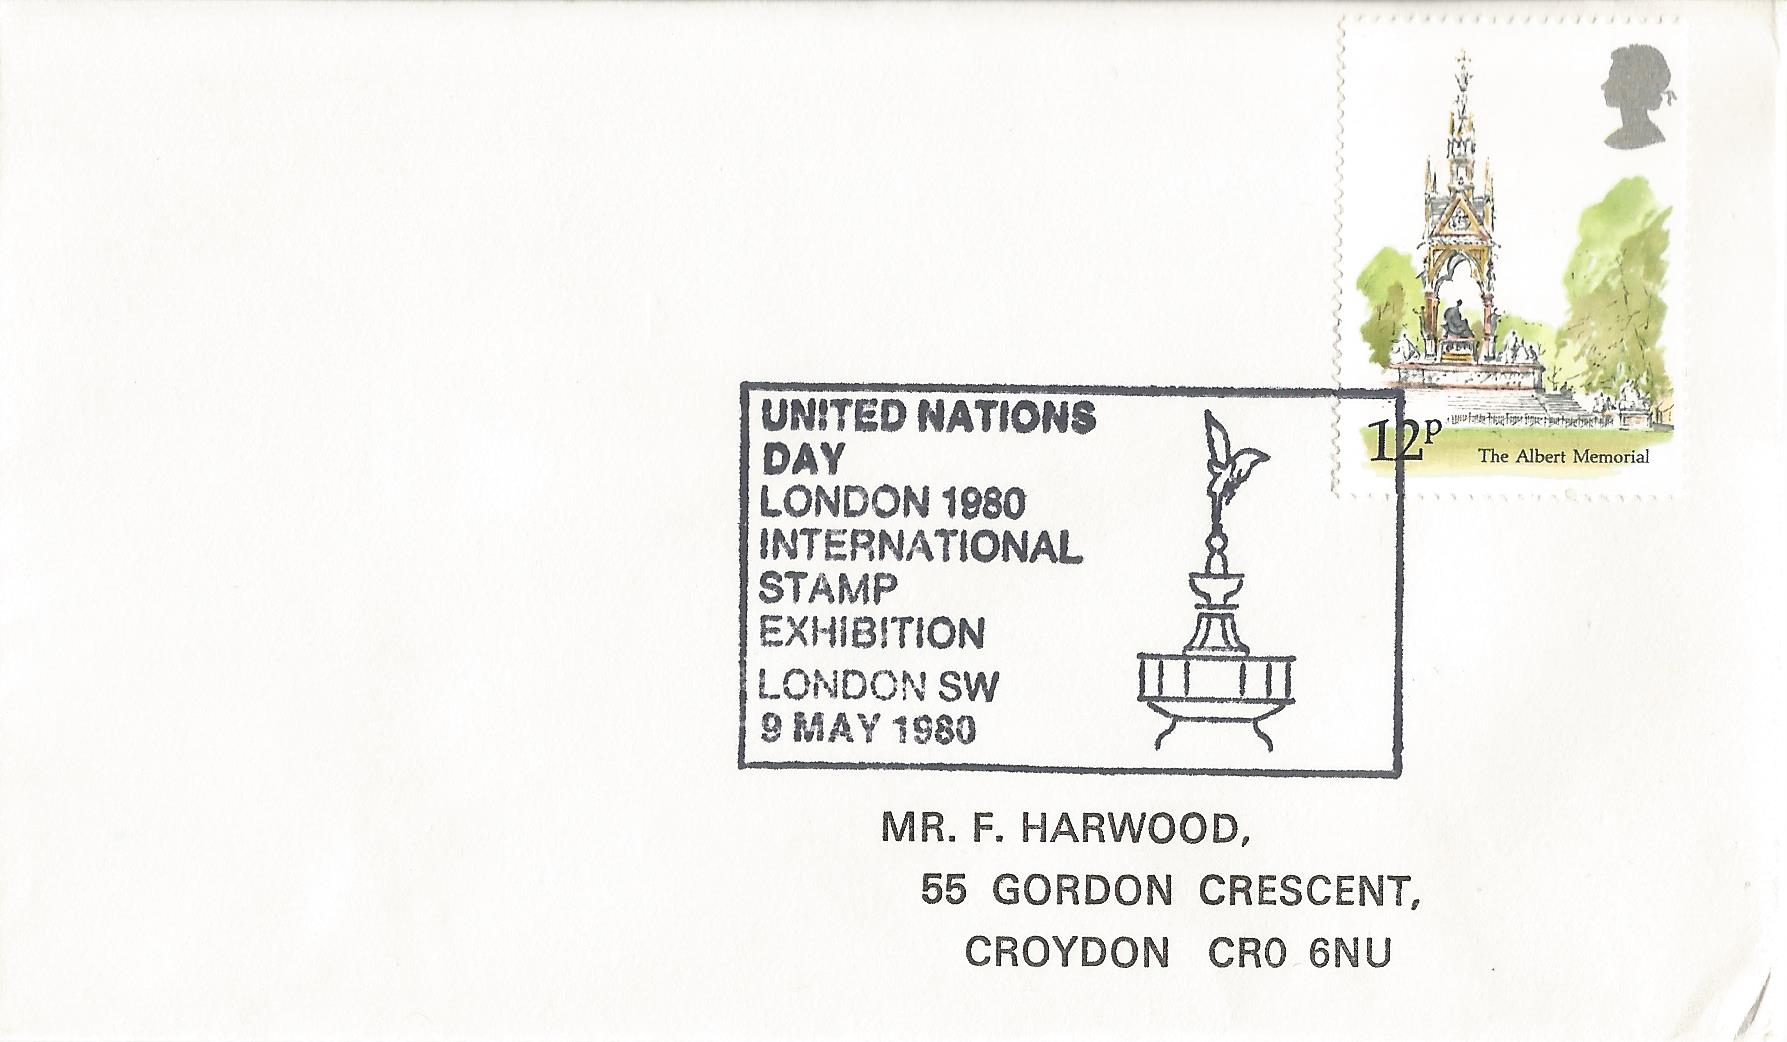 12p
The Albert Memorial
UNITED NATIONS
DAY
LONDON 1980
INTERNATIONAL
STAMP
EXHIBITION
LONDON SW
9 MAY 1980
MR. F. HARWOOD,
55 GORDON CRESCENT,
CROYDON CR0 6NU